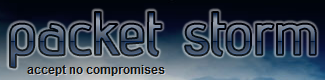 packet storm
accept no compromises